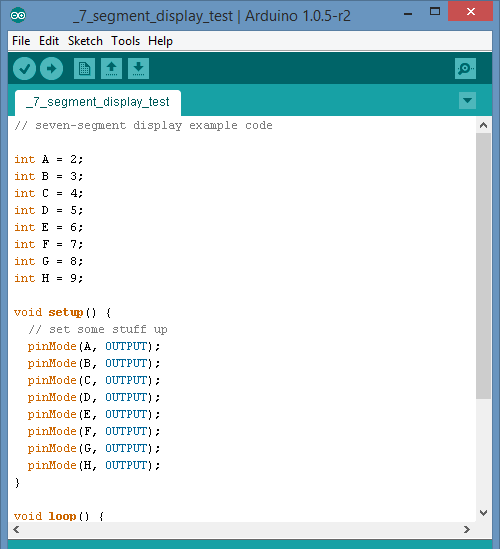 _7_segment_display_test | Arduino 1.0.5-r2
File Edit Sketch Tools Help
_7_segment_display_test
// seven-segment display example code
int A = 2;
int B = 3;
int C = 4;
int D = 5;
int E = 6;
int F = 7;
int G = 8;
int H = 9;
void setup() {
// set some stuff up
pinMode(A, OUTPUT);
pinMode(B, OUTPUT);
pinMode(C, OUTPUT);
pinMode(D, OUTPUT);
pinMode(E, OUTPUT);
pinMode(F, OUTPUT);
pinMode(G, OUTPUT);
pinMode(H, OUTPUT);
}
void loop() {